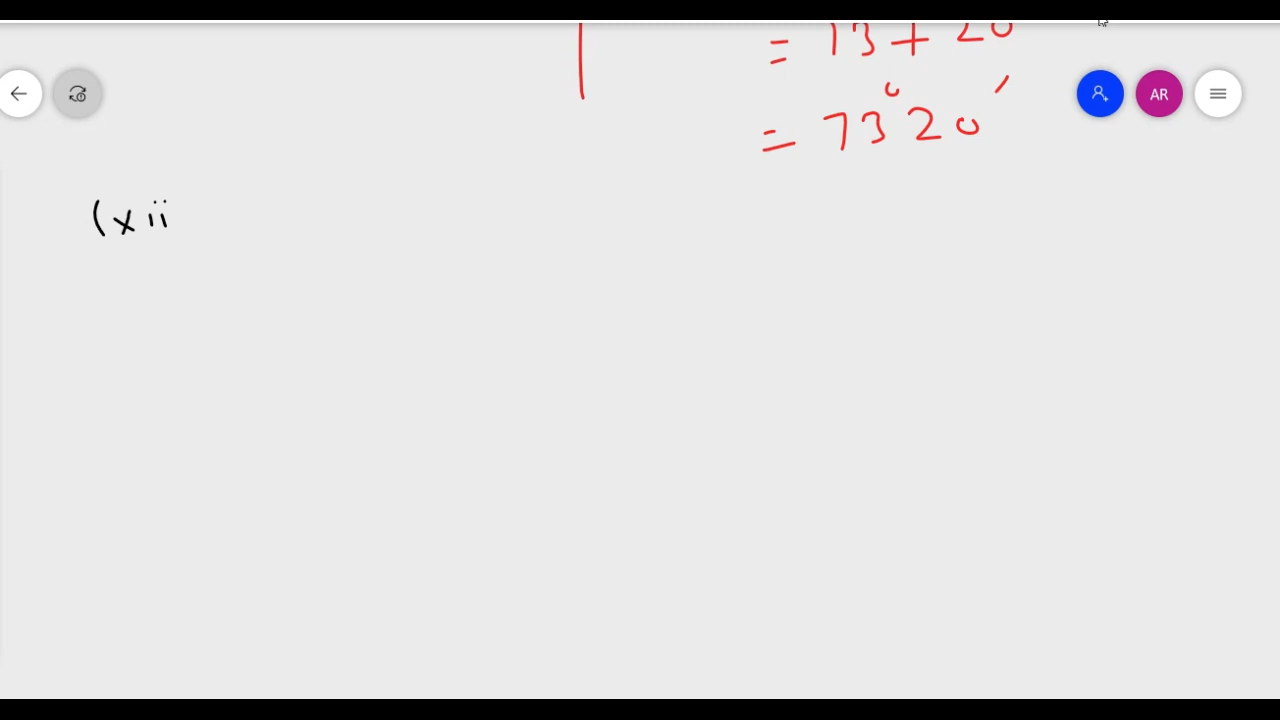 = 73 + 20
= 73° 20′
AR
(xii